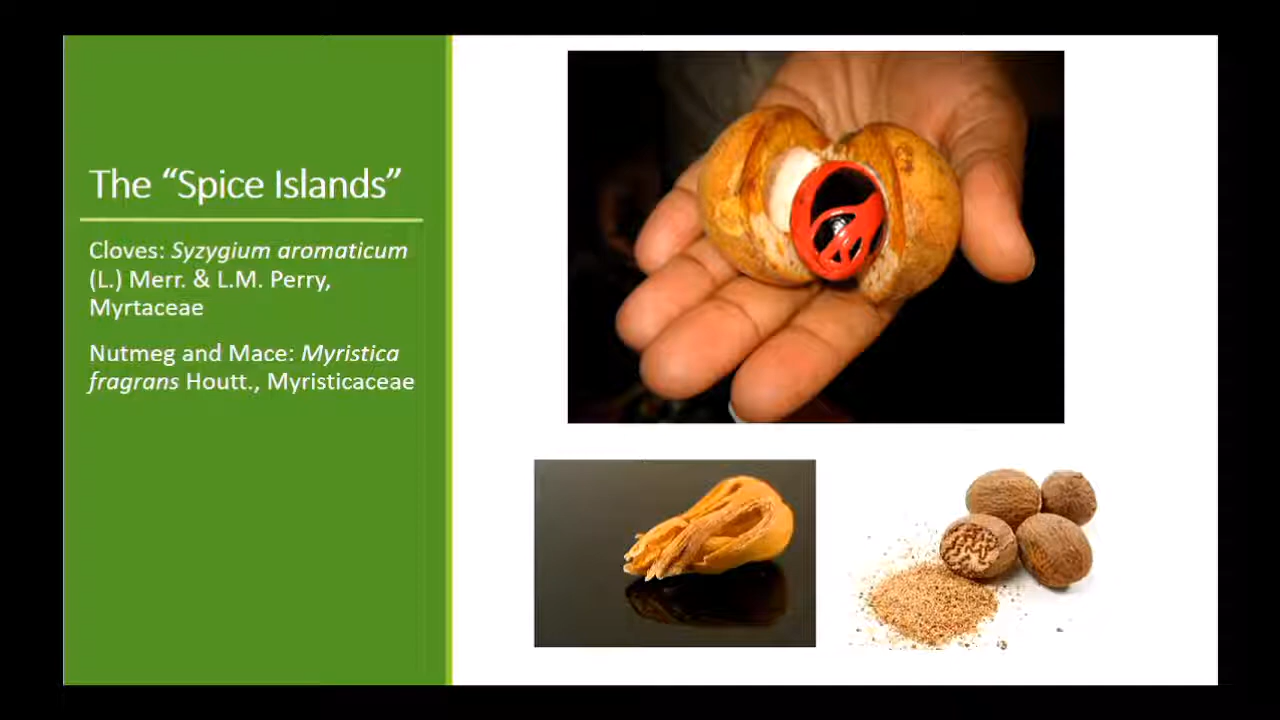 The “Spice Islands”
Cloves: Syzygium aromaticum
(L.) Merr. & L.M. Perry,
Myrtaceae
Nutmeg and Mace: Myristica
fragrans Houtt., Myristicaceae